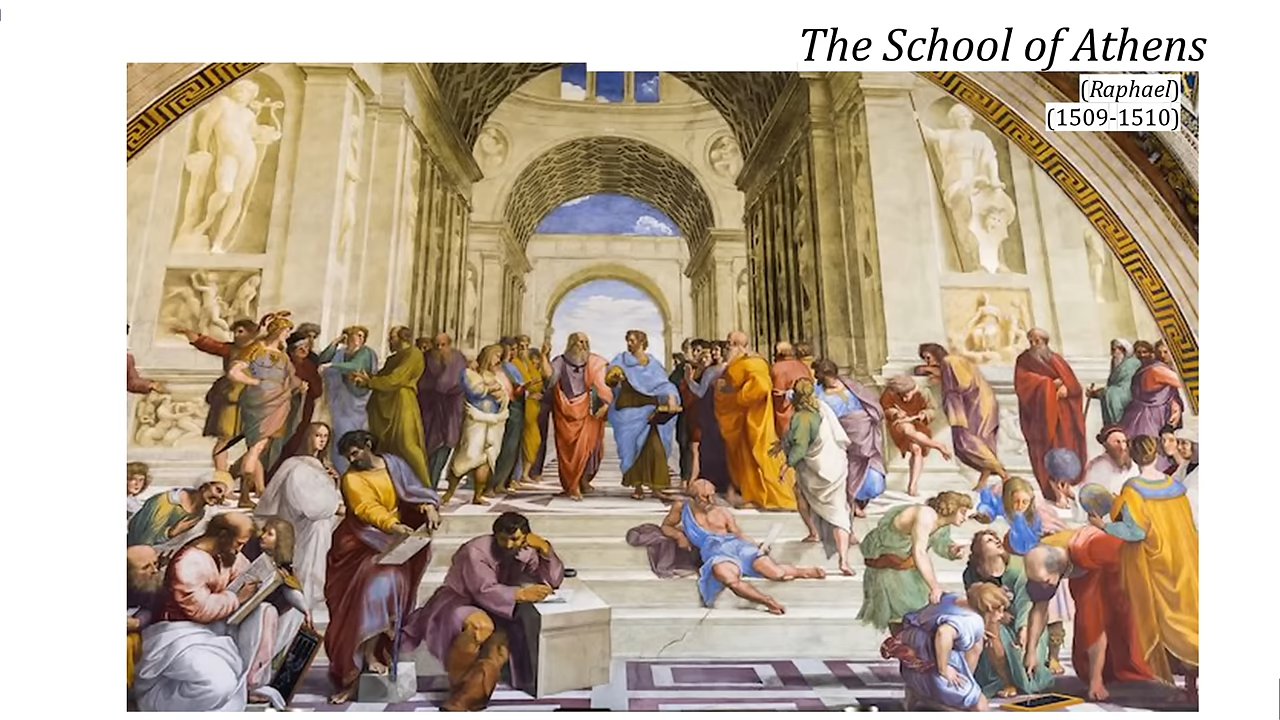 The School of Athens
(Raphael)
(1509-1510)